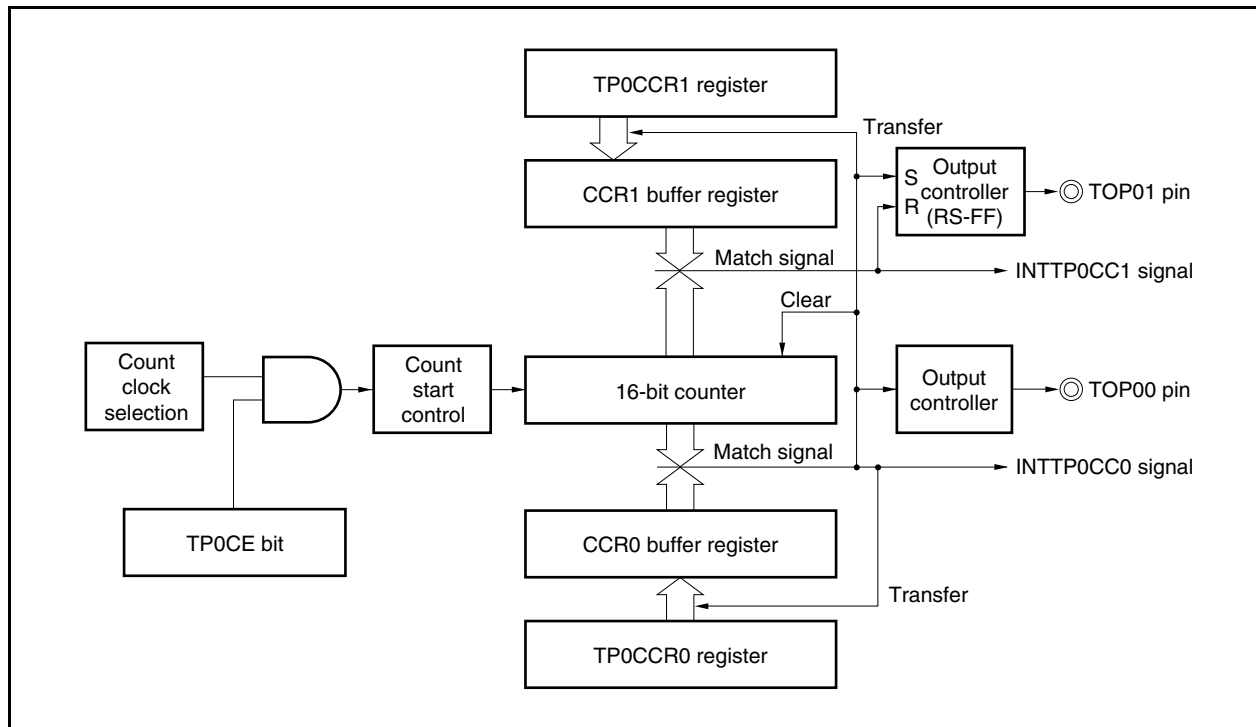 TP0CCR1 register
Transfer
CCR1 buffer register
S
R
Output
controller
(RS-FF)
TOP01 pin
Match signal
INTTP0CC1 signal
Clear
Count
clock
selection
Count
start
control
16-bit counter
Output
controller
TOP00 pin
Match signal
INTTP0CC0 signal
TP0CE bit
CCR0 buffer register
Transfer
TP0CCR0 register